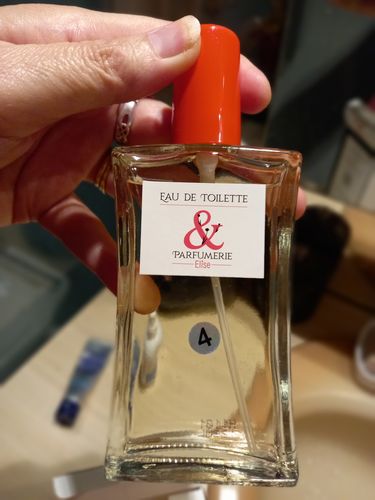 EAU DE TOILETTE
&
PARFUMERIE
Elise
4